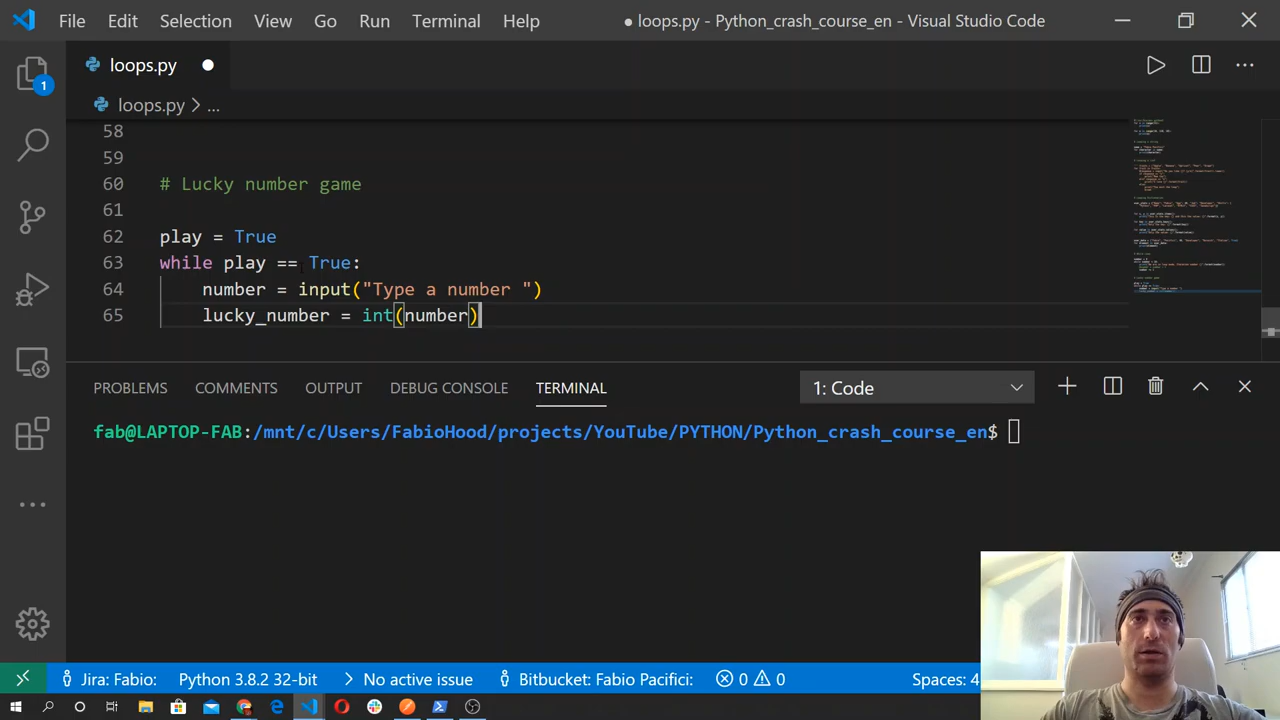 File Edit Selection View Go Run Terminal Help ● loops.py - Python_crash_course_en - Visual Studio Code
loops.py
loops.py > ...
1
58
59
60 # Lucky number game
61
62 play = True
63 while play == True:
64 number = input("Type a number ")
65 lucky_number = int(number)
PROBLEMS COMMENTS OUTPUT DEBUG CONSOLE TERMINAL 1: Code
fab@LAPTOP-FAB:/mnt/c/Users/FabioHood/projects/YouTube/PYTHON/Python_crash_course_en$
Jira: Fabio: Python 3.8.2 32-bit No active issue Bitbucket: Fabio Pacifici: 0 0 Spaces: 4